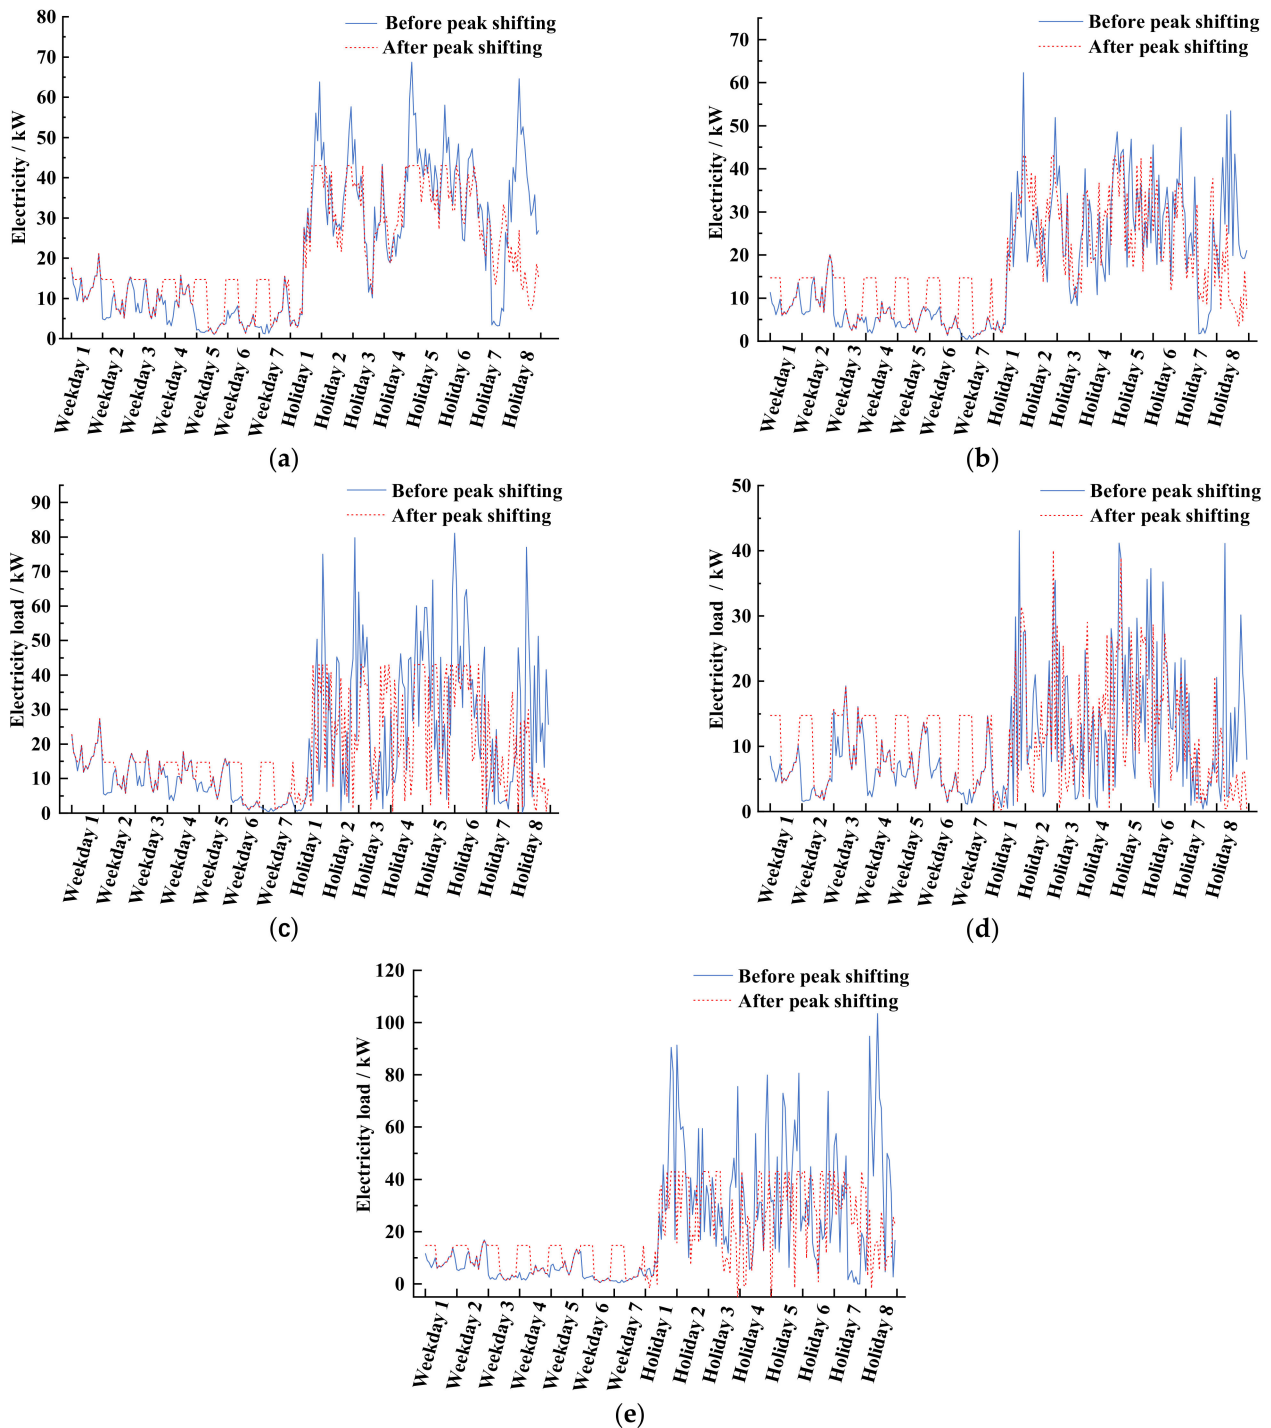 Before peak shifting
After peak shifting
Electricity / kW
80
70
60
50
40
30
20
10
0
Weekday 1
Weekday 2
Weekday 3
Weekday 4
Weekday 5
Weekday 6
Weekday 7
Holiday 1
Holiday 2
Holiday 3
Holiday 4
Holiday 5
Holiday 6
Holiday 7
Holiday 8
(a)
Before peak shifting
After peak shifting
Electricity / kW
70
60
50
40
30
20
10
0
Weekday 1
Weekday 2
Weekday 3
Weekday 4
Weekday 5
Weekday 6
Weekday 7
Holiday 1
Holiday 2
Holiday 3
Holiday 4
Holiday 5
Holiday 6
Holiday 7
Holiday 8
(b)
Before peak shifting
After peak shifting
Electricity load / kW
90
80
70
60
50
40
30
20
10
0
Weekday 1
Weekday 2
Weekday 3
Weekday 4
Weekday 5
Weekday 6
Weekday 7
Holiday 1
Holiday 2
Holiday 3
Holiday 4
Holiday 5
Holiday 6
Holiday 7
Holiday 8
(c)
Before peak shifting
After peak shifting
Electricity load / kW
50
40
30
20
10
0
Weekday 1
Weekday 2
Weekday 3
Weekday 4
Weekday 5
Weekday 6
Weekday 7
Holiday 1
Holiday 2
Holiday 3
Holiday 4
Holiday 5
Holiday 6
Holiday 7
Holiday 8
(d)
Before peak shifting
After peak shifting
Electricity load / kW
120
100
80
60
40
20
0
Weekday 1
Weekday 2
Weekday 3
Weekday 4
Weekday 5
Weekday 6
Weekday 7
Holiday 1
Holiday 2
Holiday 3
Holiday 4
Holiday 5
Holiday 6
Holiday 7
Holiday 8
(e)